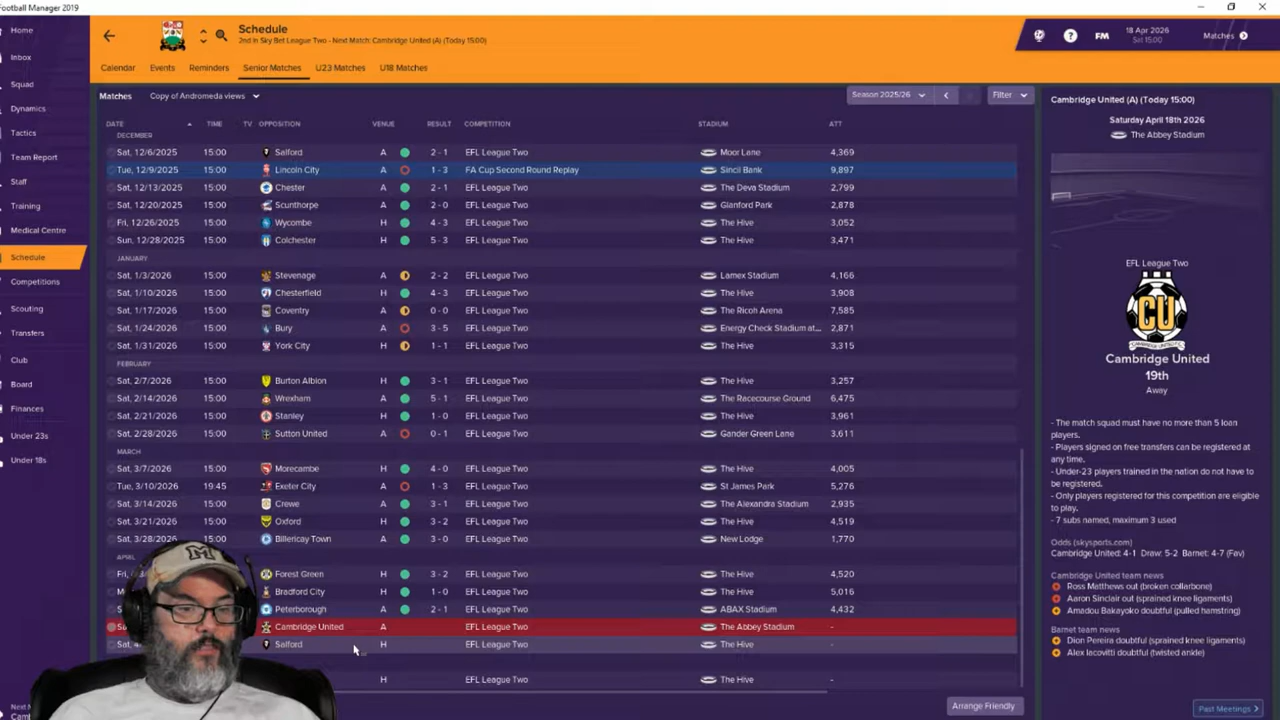 Football Manager 2019
Home
Inbox
Squad
Dynamics
Tactics
Team Report
Staff
Training
Medical Centre
Schedule
Competitions
Scouting
Transfers
Club
Board
Finances
Under 23s
Under 18s
Schedule
2nd in Sky Bet League Two - Next Match: Cambridge United (A) (Today 15:00)
FM 18 Apr 2026
Sat 15:00
Matches
Calendar Events Reminders Senior Matches U23 Matches U18 Matches
Matches Copy of Andromeda views Season 2025/26 Filter
DATE TIME TV OPPOSITION VENUE RESULT COMPETITION STADIUM ATT
DECEMBER
Sat, 12/6/2025 15:00 Salford A 2 - 1 EFL League Two Moor Lane 4,369
Tue, 12/9/2025 15:00 Lincoln City A 1 - 3 FA Cup Second Round Replay Sincil Bank 9,897
Sat, 12/13/2025 15:00 Chester A 2 - 1 EFL League Two The Deva Stadium 2,799
Sat, 12/20/2025 15:00 Scunthorpe A 2 - 0 EFL League Two Glanford Park 2,878
Fri, 12/26/2025 15:00 Wycombe H 4 - 3 EFL League Two The Hive 3,052
Sun, 12/28/2025 15:00 Colchester H 5 - 3 EFL League Two The Hive 3,471
JANUARY
Sat, 1/3/2026 15:00 Stevenage A 2 - 2 EFL League Two Lamex Stadium 4,166
Sat, 1/10/2026 15:00 Chesterfield H 4 - 3 EFL League Two The Hive 3,908
Sat, 1/17/2026 15:00 Coventry A 0 - 0 EFL League Two The Ricoh Arena 7,585
Sat, 1/24/2026 15:00 Bury A 3 - 5 EFL League Two Energy Check Stadium at... 2,871
Sat, 1/31/2026 15:00 York City H 1 - 1 EFL League Two The Hive 3,315
FEBRUARY
Sat, 2/7/2026 15:00 Burton Albion H 3 - 1 EFL League Two The Hive 3,257
Sat, 2/14/2026 15:00 Wrexham A 5 - 1 EFL League Two The Racecourse Ground 6,475
Sat, 2/21/2026 15:00 Stanley H 1 - 0 EFL League Two The Hive 3,961
Sat, 2/28/2026 15:00 Sutton United A 0 - 1 EFL League Two Gander Green Lane 3,611
MARCH
Sat, 3/7/2026 15:00 Morecambe H 4 - 0 EFL League Two The Hive 4,005
Tue, 3/10/2026 19:45 Exeter City A 1 - 3 EFL League Two St James Park 5,276
Sat, 3/14/2026 15:00 Crewe A 3 - 1 EFL League Two The Alexandra Stadium 2,935
Sat, 3/21/2026 15:00 Oxford H 3 - 2 EFL League Two The Hive 4,519
Sat, 3/28/2026 15:00 Billericay Town A 3 - 0 EFL League Two New Lodge 1,770
APRIL
Fri, Forest Green H 3 - 2 EFL League Two The Hive 4,520
Bradford City H 1 - 0 EFL League Two The Hive 5,016
Peterborough A 2 - 1 EFL League Two ABAX Stadium 4,432
Cambridge United A EFL League Two The Abbey Stadium -
Sat, Salford H EFL League Two The Hive -
H EFL League Two The Hive -
Arrange Friendly
Cambridge United (A) (Today 15:00)
Saturday April 18th 2026
The Abbey Stadium
EFL League Two
CU
Cambridge United
19th
Away
- The match squad must have no more than 5 loan
players.
- Players signed on free transfers can be registered at
any time.
- Under-23 players trained in the nation do not have to
be registered.
- Only players registered for this competition are eligible
to play.
- 7 subs named, maximum 3 used
Odds (skysports.com)
Cambridge United: 4-1 Draw: 5-2 Barnet: 4-7 (Fav)
Cambridge United team news
Ross Matthews out (broken collarbone)
Aaron Sinclair out (sprained knee ligaments)
Amadou Bakayoko doubtful (pulled hamstring)
Barnet team news
Dion Pereira doubtful (sprained knee ligaments)
Alex Iacovitti doubtful (twisted ankle)
Past Meetings